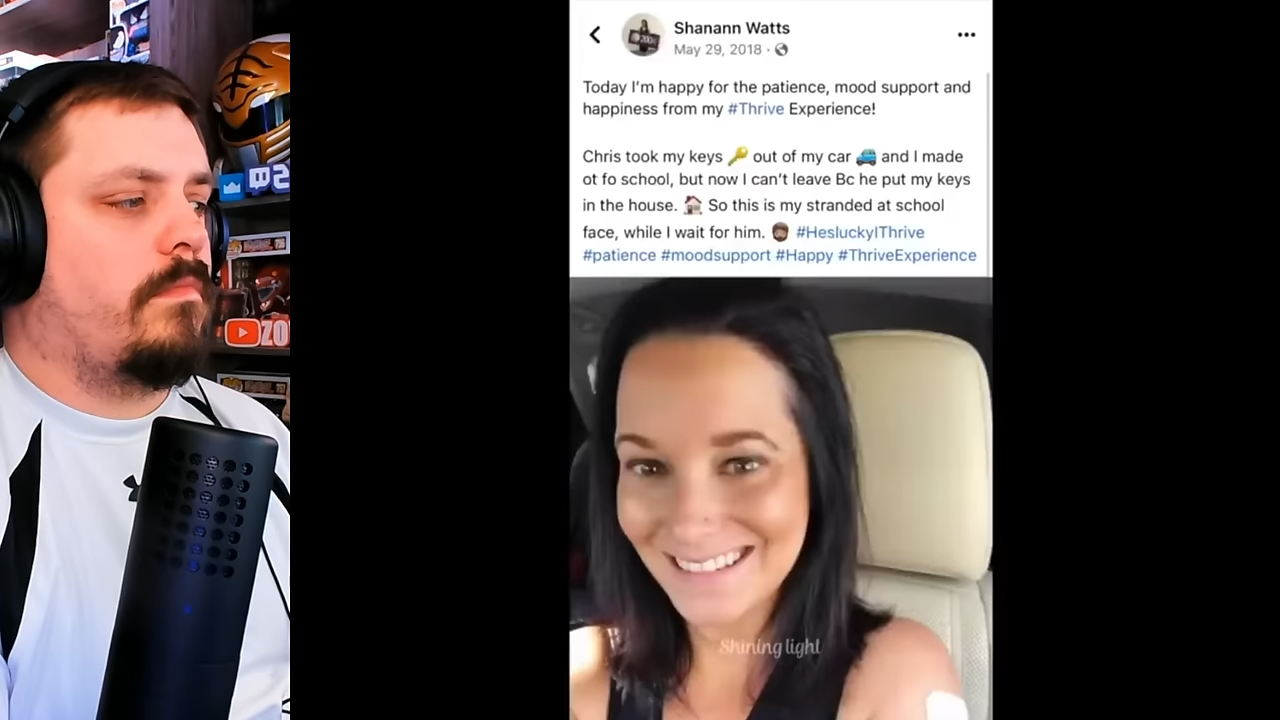 Shanann Watts
May 29, 2018 ·
Today I'm happy for the patience, mood support and
happiness from my #Thrive Experience!
Chris took my keys 🔑 out of my car 🚙 and I made
ot fo school, but now I can't leave Bc he put my keys
in the house. 🏠 So this is my stranded at school
face, while I wait for him. 🧔🏽 #HesluckyIThrive
#patience #moodsupport #Happy #ThriveExperience
Shining light
ZO